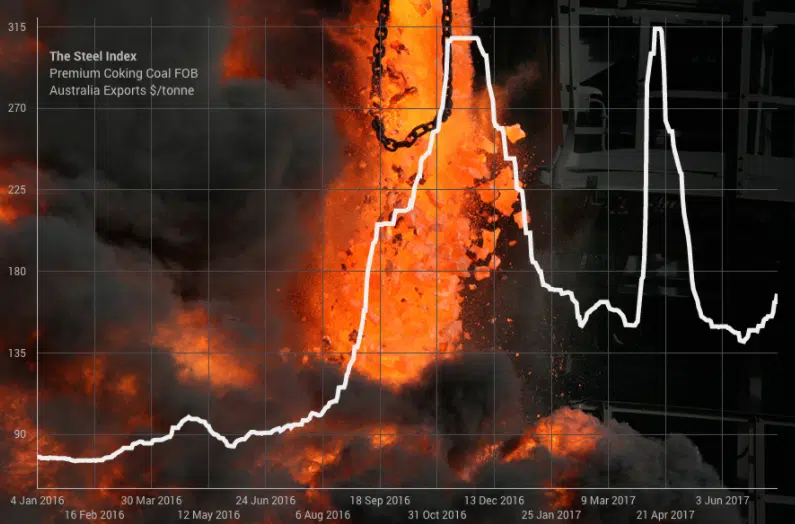 The Steel Index
Premium Coking Coal FOB
Australia Exports $/tonne
315
270
225
180
135
90
4 Jan 2016 30 Mar 2016 24 Jun 2016 18 Sep 2016 13 Dec 2016 9 Mar 2017 3 Jun 2017
16 Feb 2016 12 May 2016 6 Aug 2016 31 Oct 2016 25 Jan 2017 21 Apr 2017